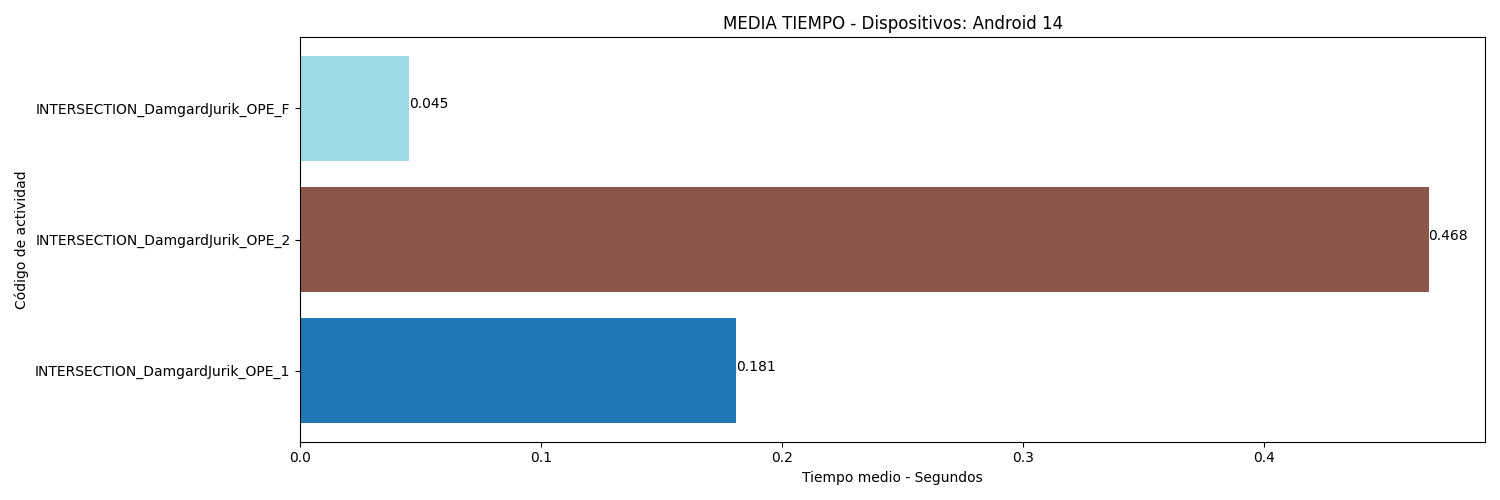 MEDIA TIEMPO - Dispositivos: Android 14
INTERSECTION_DamgardJurik_OPE_F
0.045
INTERSECTION_DamgardJurik_OPE_2
0.468
INTERSECTION_DamgardJurik_OPE_1
0.181
Código de actividad
0.0 0.1 0.2 0.3 0.4
Tiempo medio - Segundos